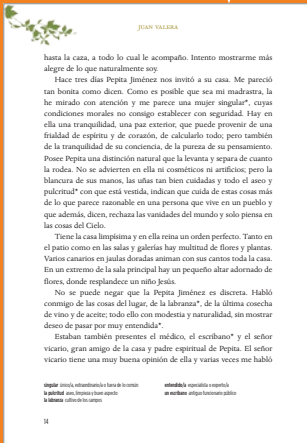 JUAN VALERA
hasta la caza, a todo lo cual le acompaño. Intento mostrarme más
alegre de lo que naturalmente soy.
Hace tres días Pepita Jiménez nos invitó a su casa. Me pareció
tan bonita como dicen. Como es posible que sea mi madrastra, la
he mirado con atención y me parece una mujer singular*, cuyas
condiciones morales no consigo establecer con seguridad. Hay en
ella una tranquilidad, una paz exterior, que puede provenir de una
frialdad de espíritu y de corazón, de calcularlo todo; pero también
de la tranquilidad de su conciencia, de la pureza de su pensamiento.
Posee Pepita una distinción natural que la levanta y separa de cuanto
la rodea. No se advierten en ella ni cosméticos ni artificios; pero la
blancura de sus manos, las uñas tan bien cuidadas y todo el aseo y
pulcritud* con que está vestida, indican que cuida de estas cosas más
de lo que parece razonable en una persona que vive en un pueblo y
que además, dicen, rechaza las vanidades del mundo y solo piensa en
las cosas del Cielo.
Tiene la casa limpísima y en ella reina un orden perfecto. Tanto en
el patio como en las salas y galerías hay multitud de flores y plantas.
Varios canarios en jaulas doradas animan con sus cantos toda la casa.
En un extremo de la sala principal hay un pequeño altar adornado de
flores, donde resplandece un niño Jesús.
No se puede negar que la Pepita Jiménez es discreta. Habló
conmigo de las cosas del lugar, de la labranza*, de la última cosecha
de vino y de aceite; todo ello con modestia y naturalidad, sin mostrar
deseo de pasar por muy entendida*.
Estaban también presentes el médico, el escribano* y el señor
vicario, gran amigo de la casa y padre espiritual de Pepita. El señor
vicario tiene una muy buena opinión de ella y varias veces me habló
singular único/a, extraordinario/a o fuera de lo común
la pulcritud aseo, limpieza y buen aspecto
la labranza cultivo de los campos
entendido/a especialista o experto/a
un escribano antiguo funcionario público
14